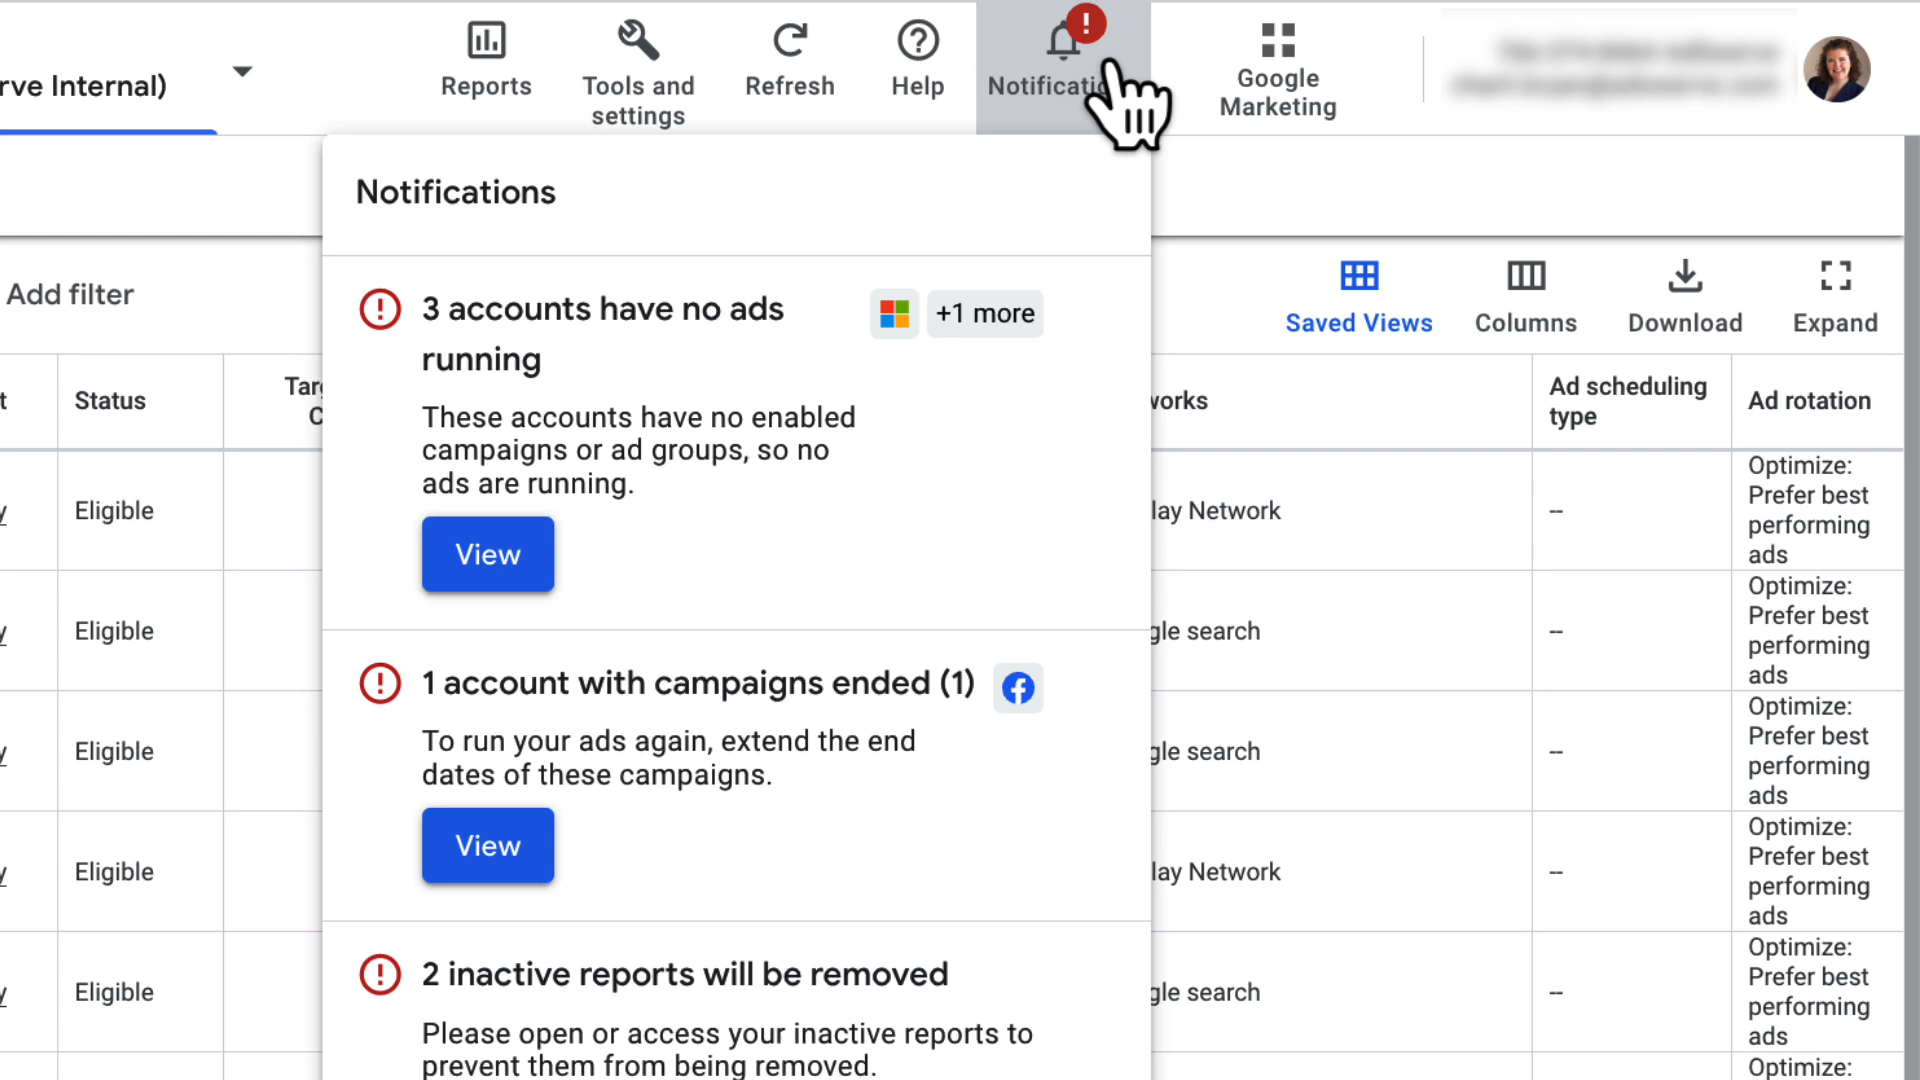 rve Internal)
Reports
Tools and
settings
Refresh
Help
Notificatio
Google
Marketing
Notifications
Add filter
3 accounts have no ads
running
+1 more
These accounts have no enabled
campaigns or ad groups, so no
ads are running.
View
1 account with campaigns ended (1)
To run your ads again, extend the end
dates of these campaigns.
View
2 inactive reports will be removed
Please open or access your inactive reports to
prevent them from being removed.
Saved Views
Columns
Download
Expand
t
Status
Tar
C
works
Ad scheduling
type
Ad rotation
y
Eligible
lay Network
--
Optimize:
Prefer best
performing
ads
y
Eligible
gle search
--
Optimize:
Prefer best
performing
ads
y
Eligible
gle search
--
Optimize:
Prefer best
performing
ads
y
Eligible
lay Network
--
Optimize:
Prefer best
performing
ads
y
Eligible
gle search
--
Optimize:
Prefer best
performing
ads
Optimize: